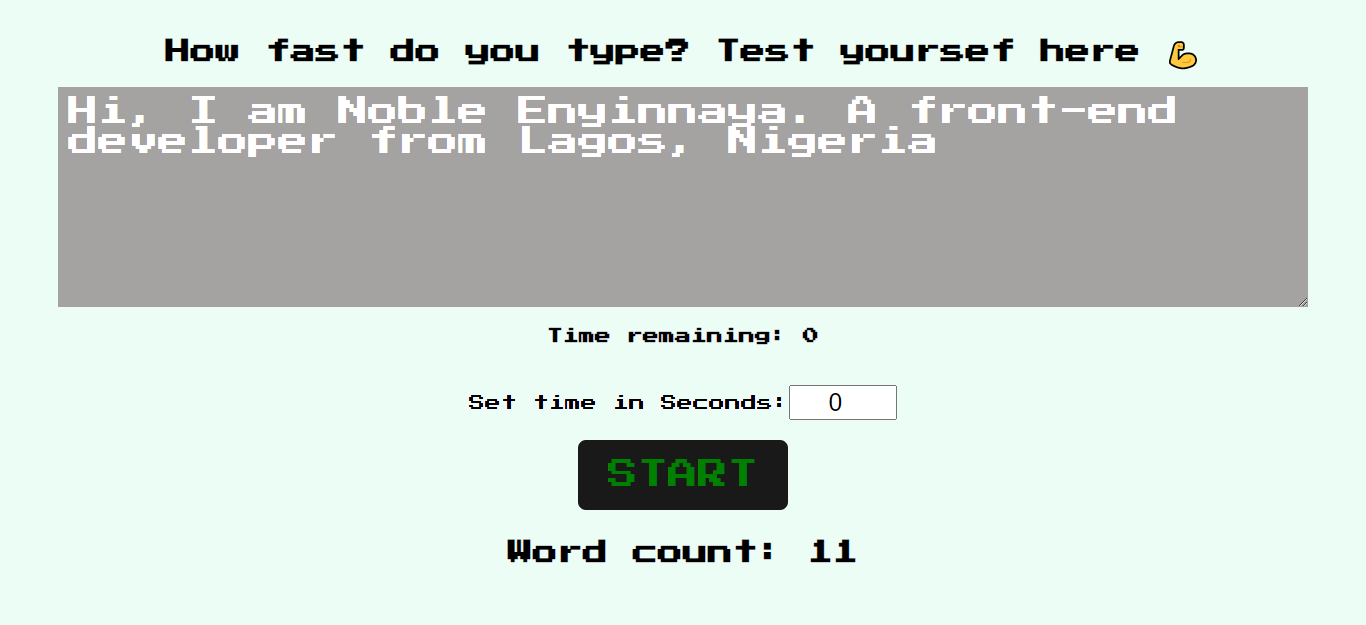 How fast do you type? Test yoursef here 💪
Hi, I am Noble Enyinnaya. A front-end
developer from Lagos, Nigeria
Time remaining: 0
Set time in Seconds: 0
START
Word count: 11